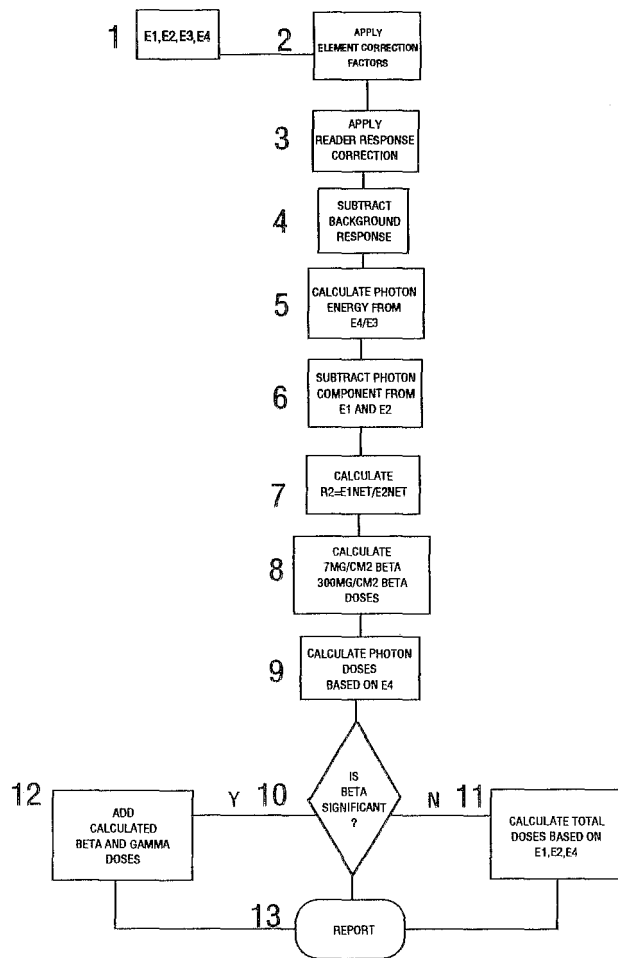 1
E1,E2,E3,E4
2
APPLY
ELEMENT CORRECTION
FACTORS
3
APPLY
READER RESPONSE
CORRECTION
4
SUBTRACT
BACKGROUND
RESPONSE
5
CALCULATE PHOTON
ENERGY FROM
E4/E3
6
SUBTRACT PHOTON
COMPONENT FROM
E1 AND E2
7
CALCULATE
R2=E1NET/E2NET
8
CALCULATE
7MG/CM2 BETA
300MG/CM2 BETA
DOSES
9
CALCULATE PHOTON
DOSES
BASED ON E4
10
IS
BETA
SIGNIFICANT
?
Y
N
12
ADD
CALCULATED
BETA AND GAMMA
DOSES
11
CALCULATE TOTAL
DOSES BASED ON
E1,E2,E4
13
REPORT